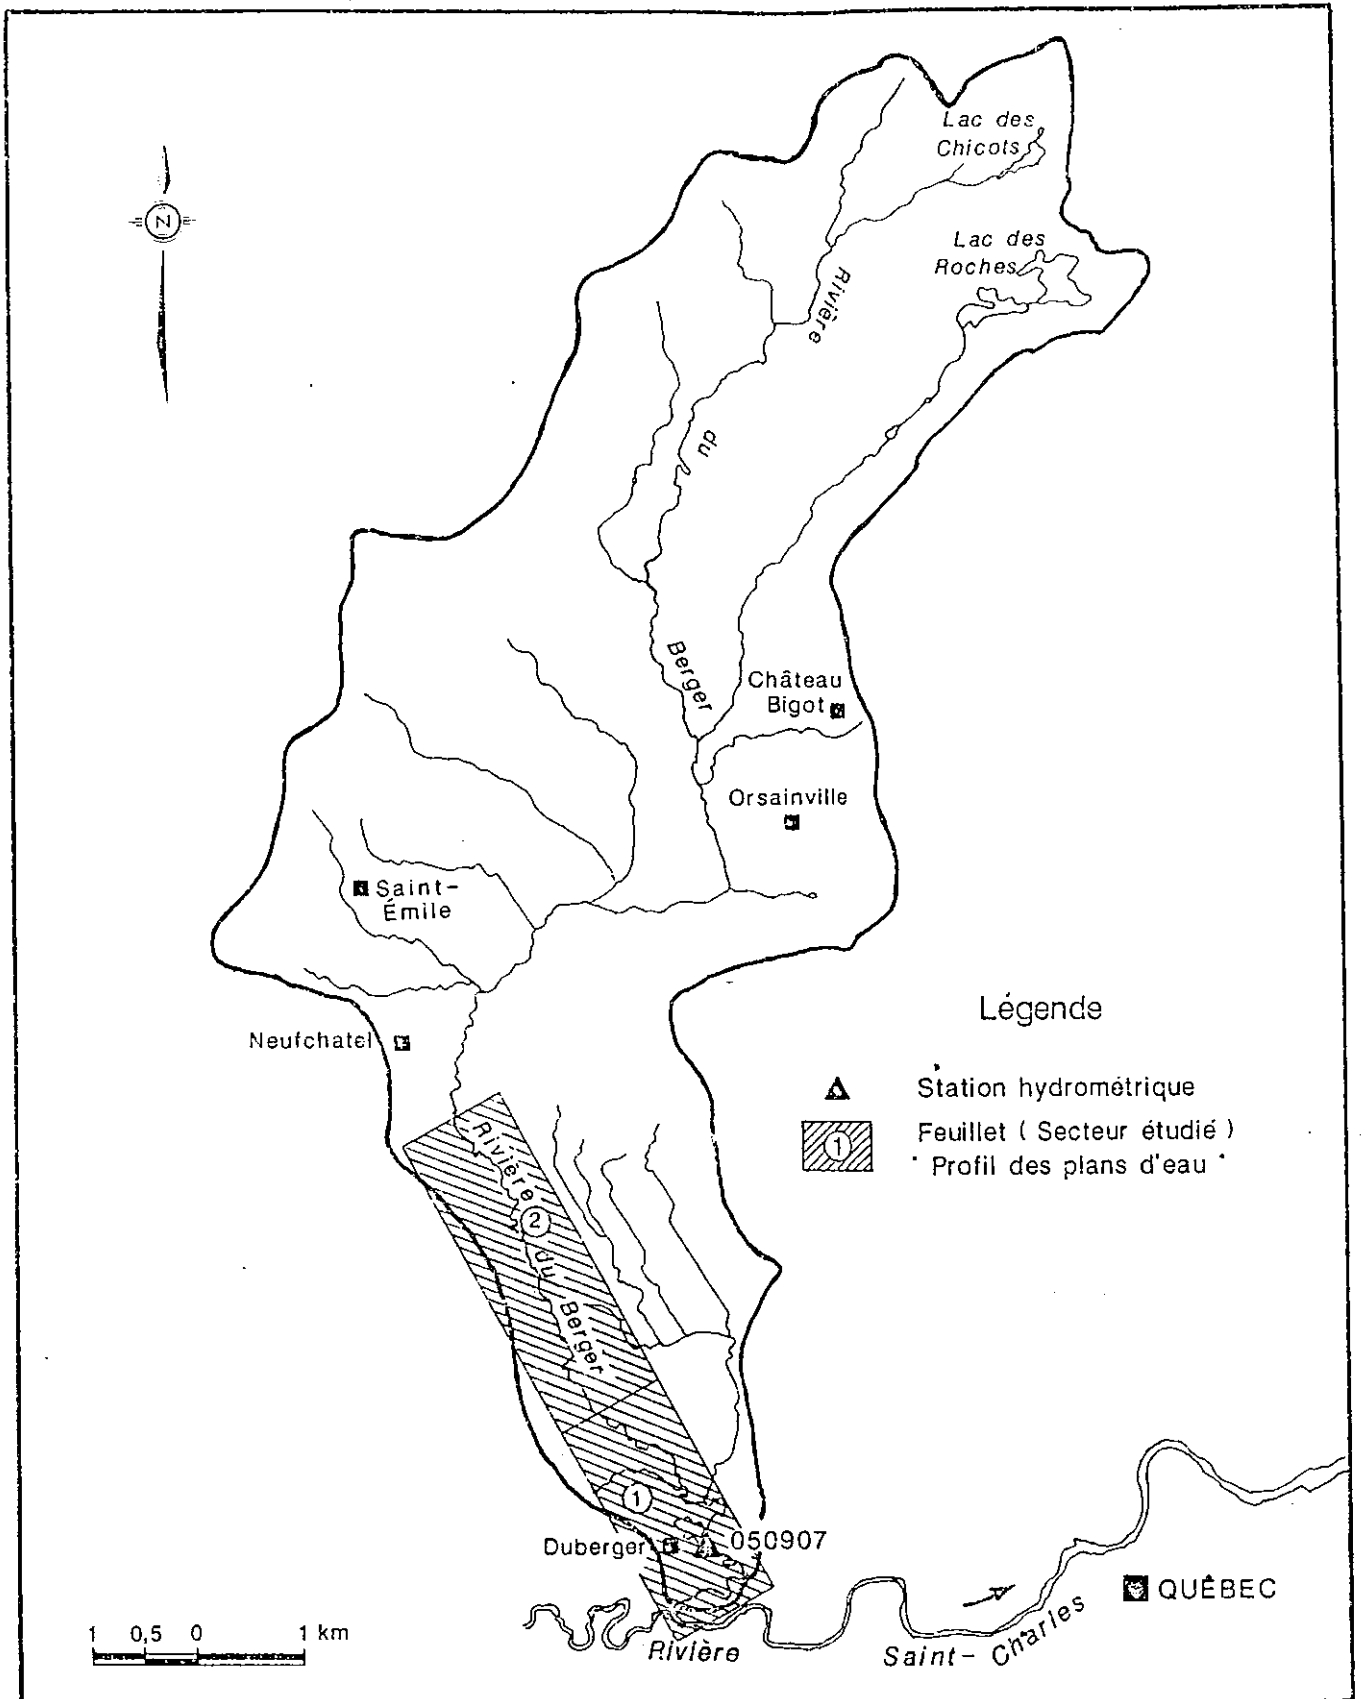 Lac des
Chicots
N
Lac des
Roches
Rivière
du
Berger
Château
Bigot
Orsainville
Saint-
Émile
Neufchatel
Légende
Station hydrométrique
1
Feuillet ( Secteur étudié )
Profil des plans d'eau
Rivière
2
du
Berger
1
Duberger
050907
QUÉBEC
1 0,5 0 1 km
Rivière
Saint-Charles